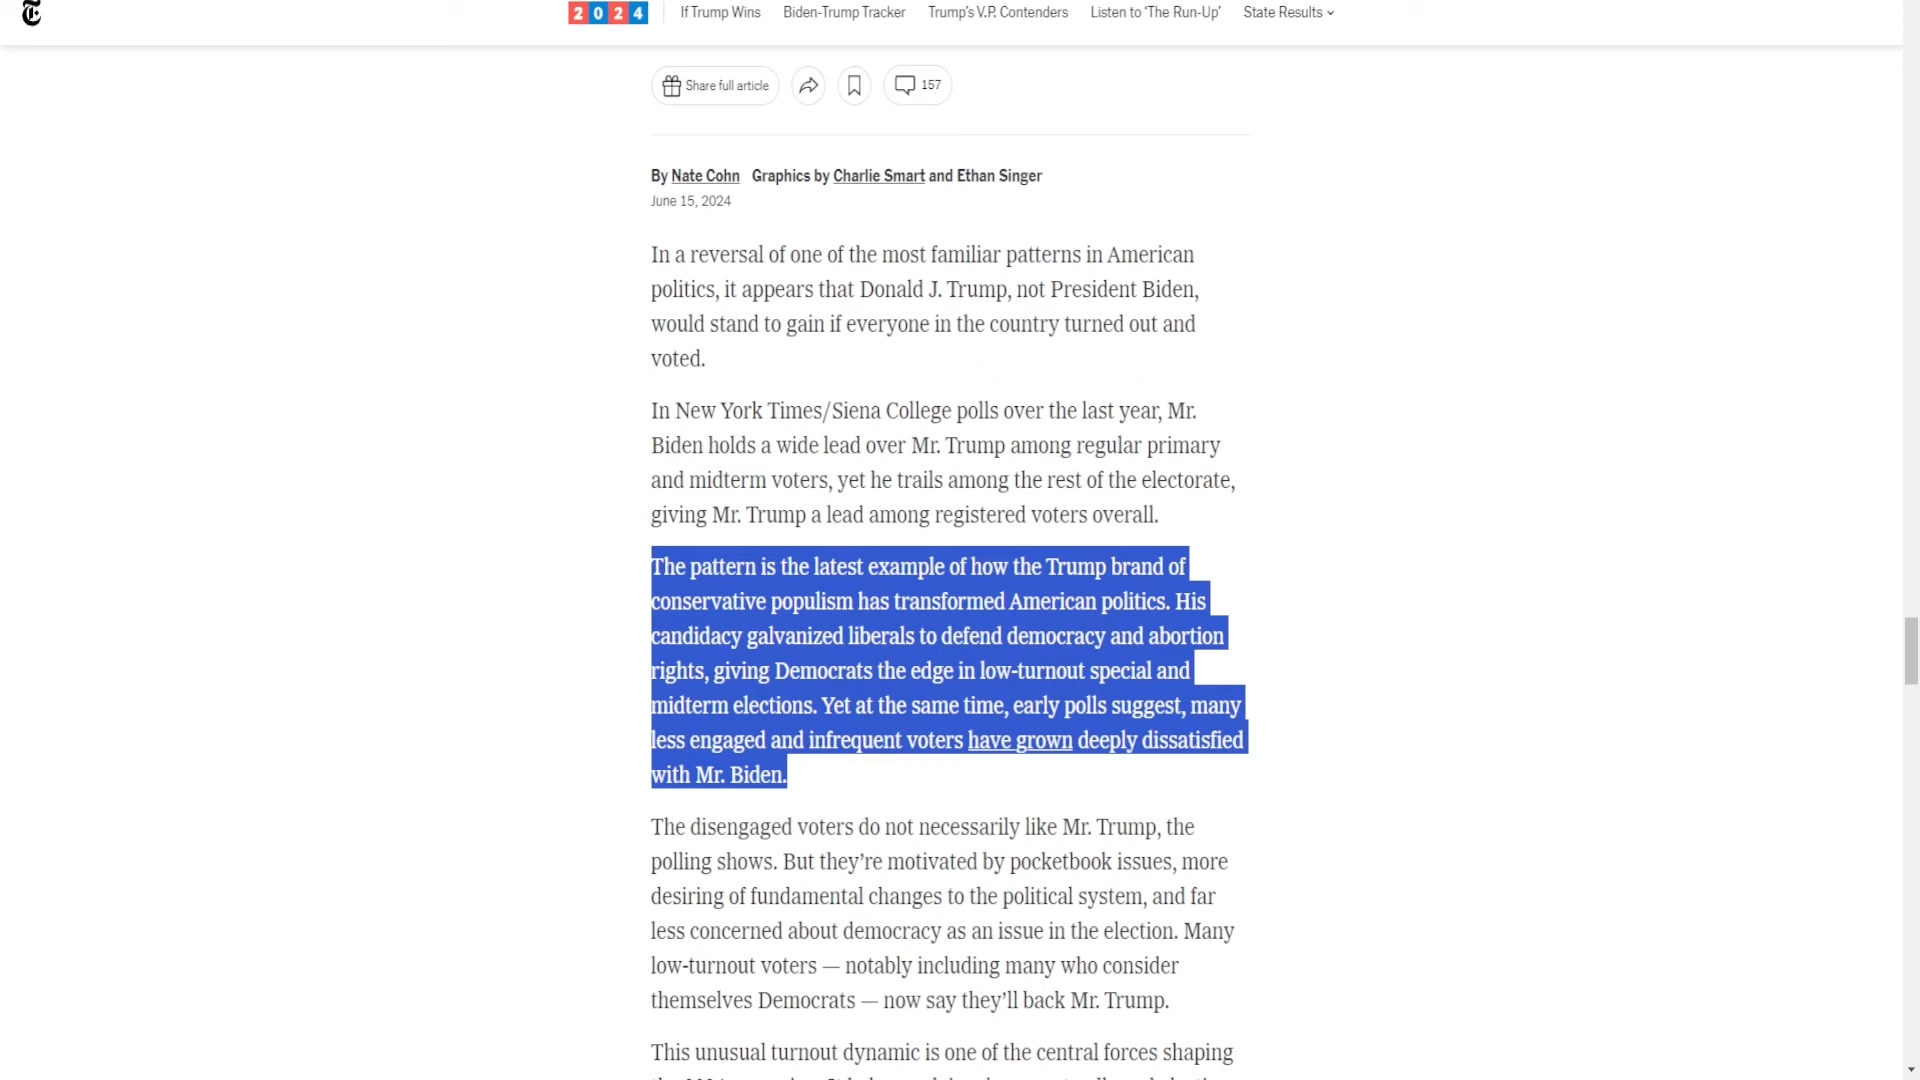 T
2024 If Trump Wins Biden-Trump Tracker Trump's V.P. Contenders Listen to 'The Run-Up' State Results
Share full article 157
By Nate Cohn Graphics by Charlie Smart and Ethan Singer
June 15, 2024
In a reversal of one of the most familiar patterns in American
politics, it appears that Donald J. Trump, not President Biden,
would stand to gain if everyone in the country turned out and
voted.
In New York Times/Siena College polls over the last year, Mr.
Biden holds a wide lead over Mr. Trump among regular primary
and midterm voters, yet he trails among the rest of the electorate,
giving Mr. Trump a lead among registered voters overall.
The pattern is the latest example of how the Trump brand of
conservative populism has transformed American politics. His
candidacy galvanized liberals to defend democracy and abortion
rights, giving Democrats the edge in low-turnout special and
midterm elections. Yet at the same time, early polls suggest, many
less engaged and infrequent voters have grown deeply dissatisfied
with Mr. Biden.
The disengaged voters do not necessarily like Mr. Trump, the
polling shows. But they're motivated by pocketbook issues, more
desiring of fundamental changes to the political system, and far
less concerned about democracy as an issue in the election. Many
low-turnout voters — notably including many who consider
themselves Democrats — now say they'll back Mr. Trump.
This unusual turnout dynamic is one of the central forces shaping